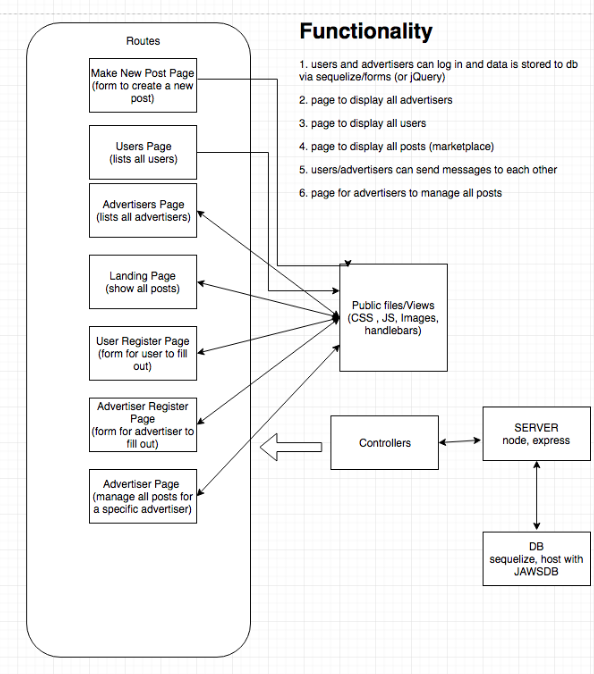 Routes
Make New Post Page
(form to create a new
post)
Users Page
(lists all users)
Advertisers Page
(lists all advertisers)
Landing Page
(show all posts)
User Register Page
(form for user to fill
out)
Advertiser Register
Page
(form for advertiser to
fill out)
Advertiser Page
(manage all posts for
a specific advertiser)
Functionality
1. users and advertisers can log in and data is stored to db
via sequelize/forms (or jQuery)
2. page to display all advertisers
3. page to display all users
4. page to display all posts (marketplace)
5. users/advertisers can send messages to each other
6. page for advertisers to manage all posts
Public files/Views
(CSS , JS, Images,
handlebars)
Controllers
SERVER
node, express
DB
sequelize, host with
JAWSDB